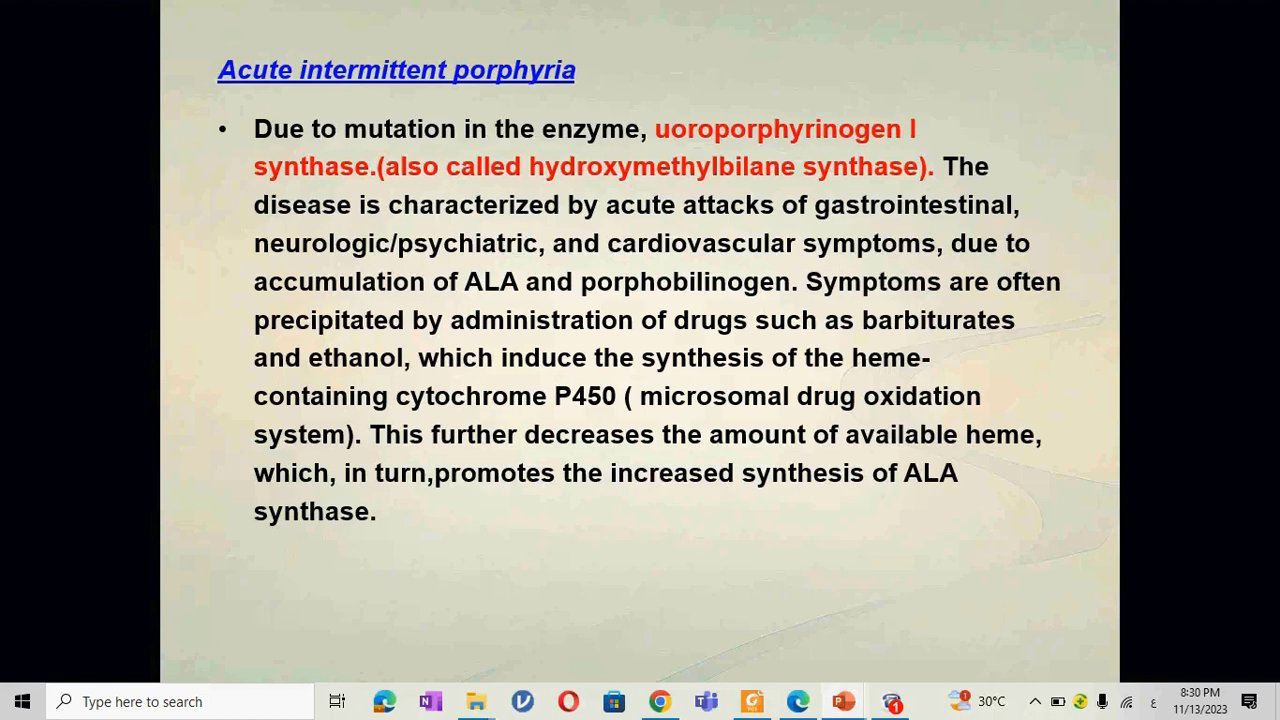 Acute intermittent porphyria
• Due to mutation in the enzyme, uoroporphyrinogen I
synthase.(also called hydroxymethylbilane synthase). The
disease is characterized by acute attacks of gastrointestinal,
neurologic/psychiatric, and cardiovascular symptoms, due to
accumulation of ALA and porphobilinogen. Symptoms are often
precipitated by administration of drugs such as barbiturates
and ethanol, which induce the synthesis of the heme-
containing cytochrome P450 ( microsomal drug oxidation
system). This further decreases the amount of available heme,
which, in turn,promotes the increased synthesis of ALA
synthase.
Type here to search
30°C
ع
8:30 PM
11/13/2023